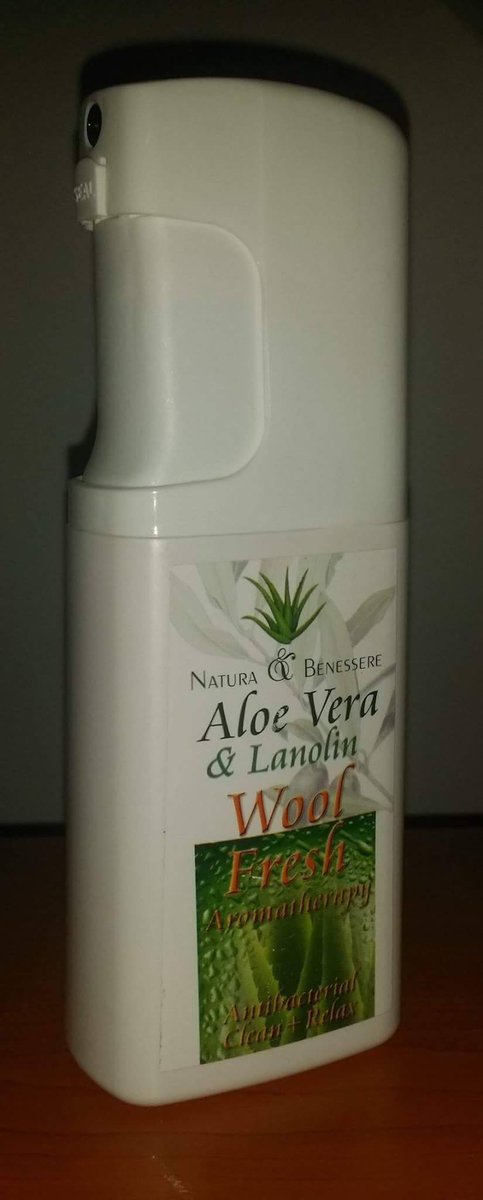 NATURA & BENESSERE
Aloe Vera
& Lanolin
Wool
Fresh
Aromatherapy
Antibacterial
Clean + Relax